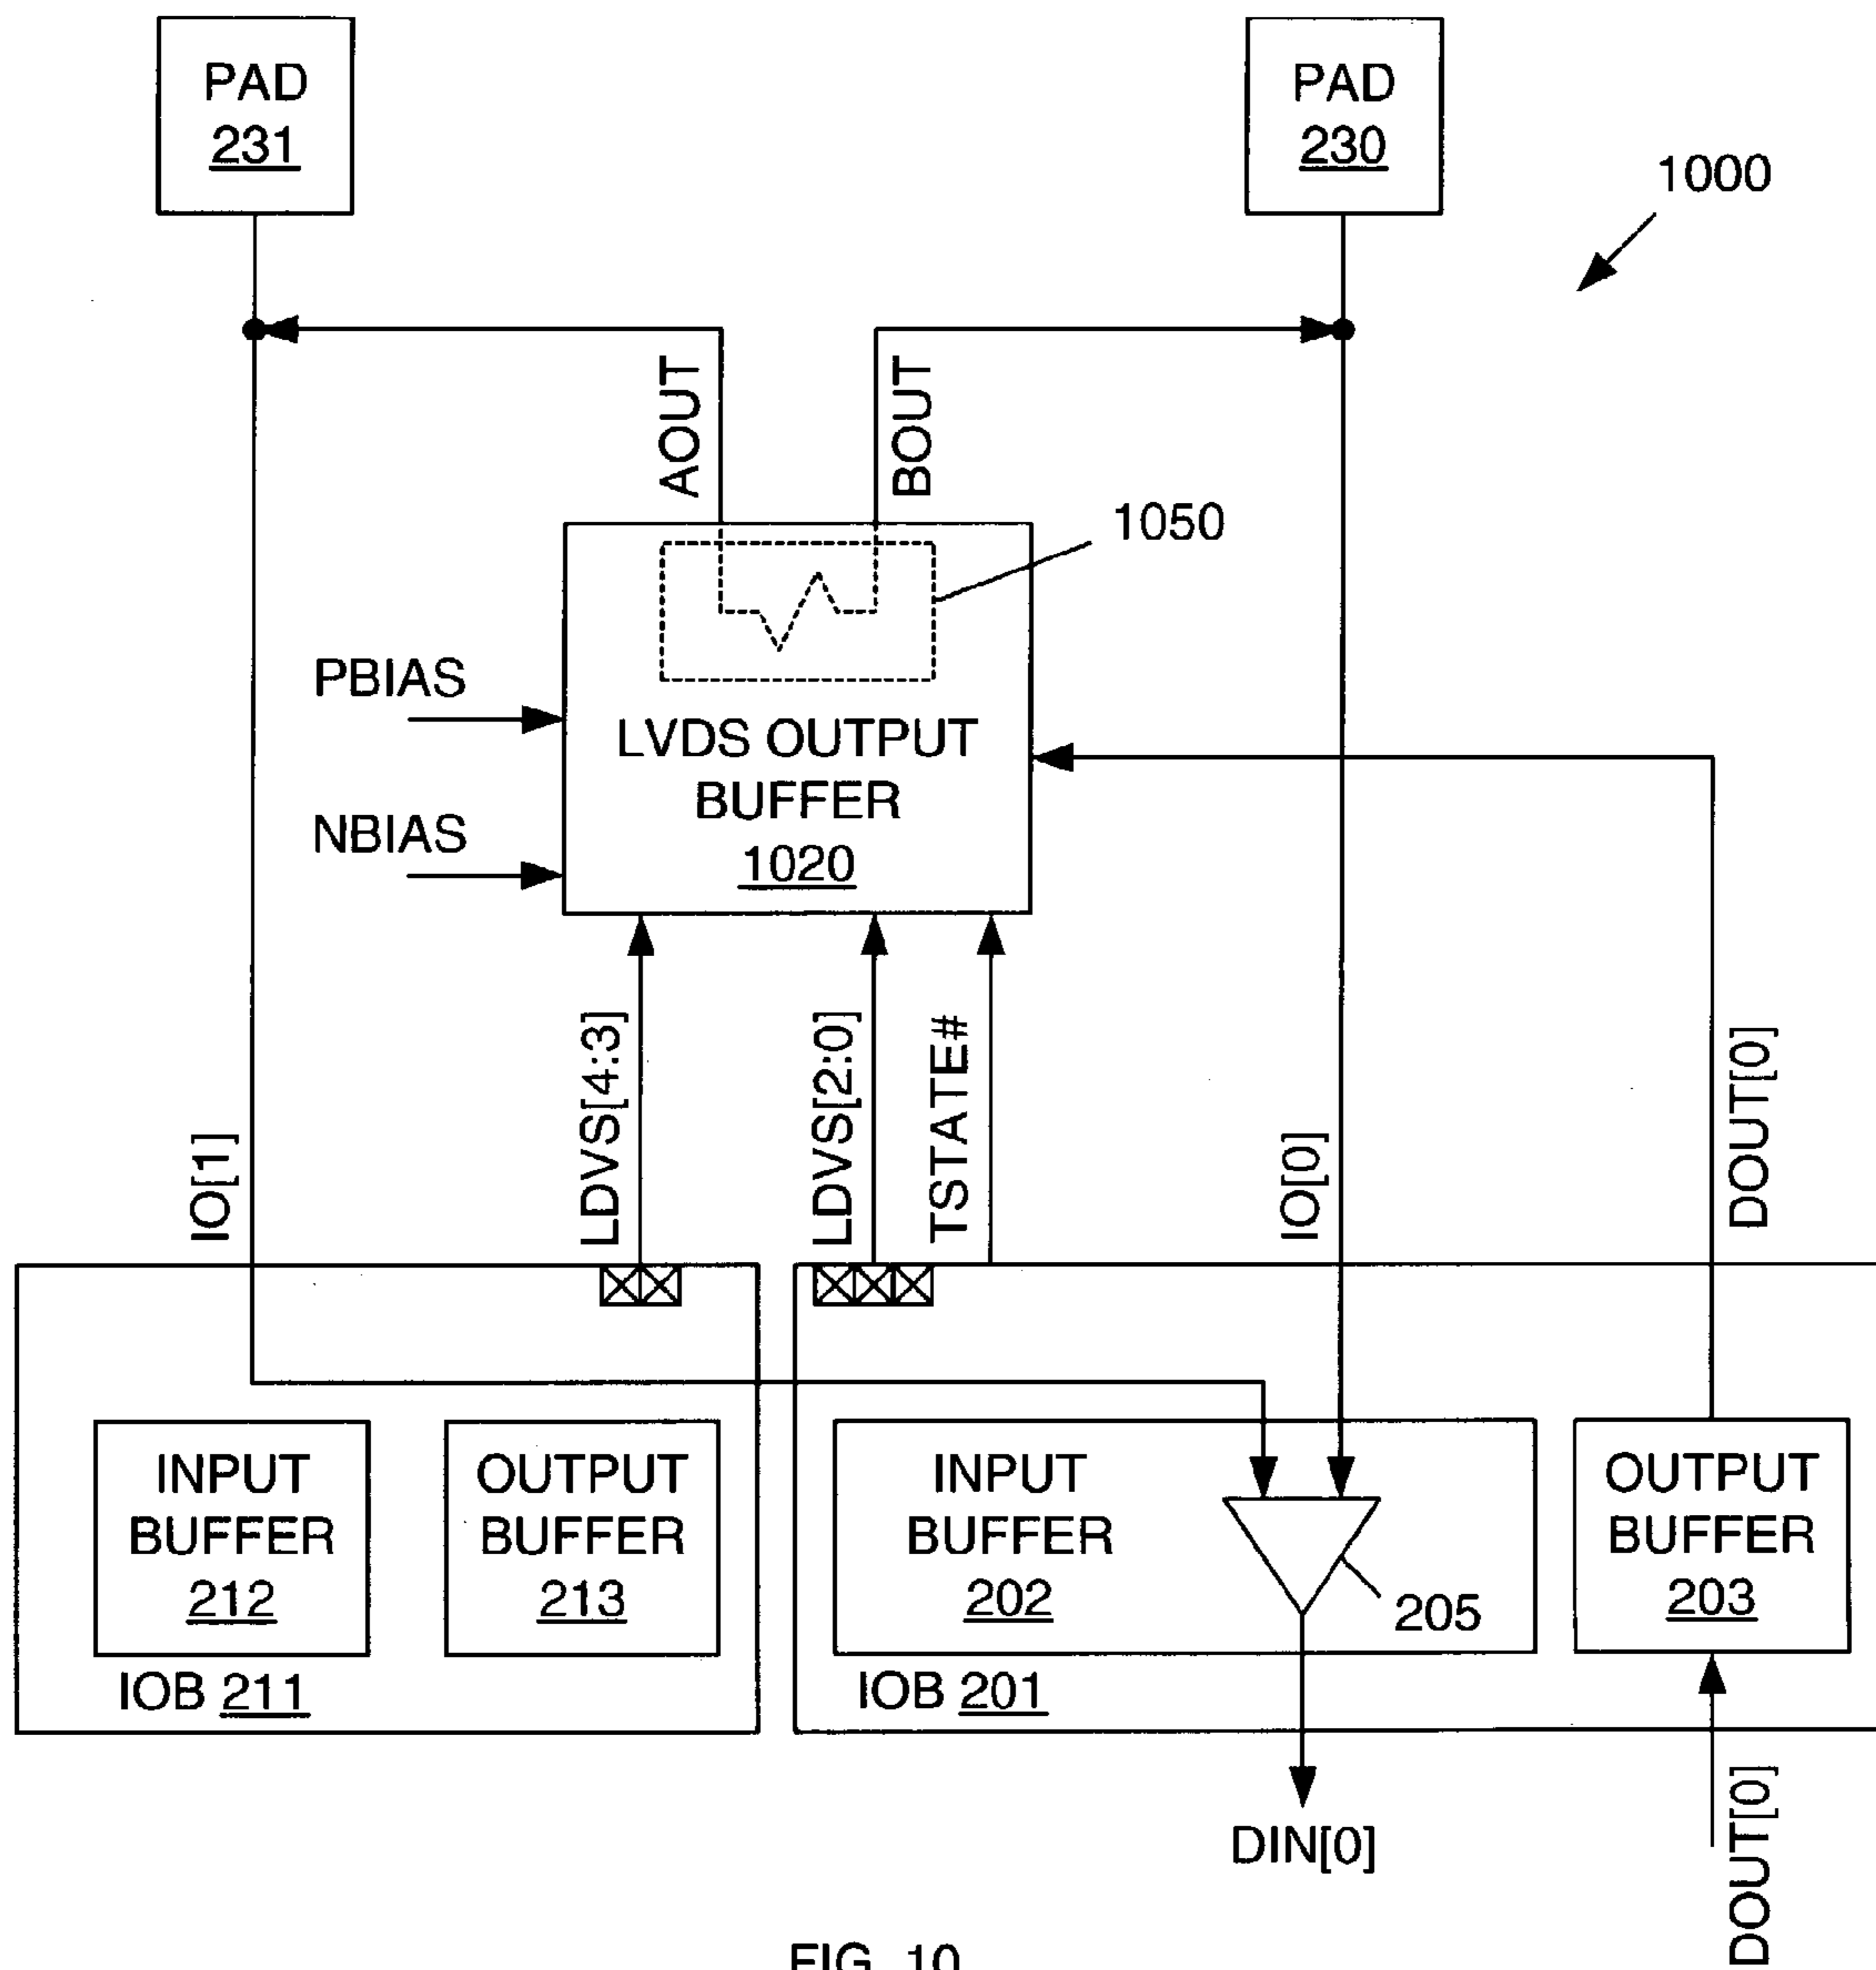 PAD
231
PAD
230
1000
AOUT
BOUT
1050
PBIAS
LVDS OUTPUT
BUFFER
1020
NBIAS
IO[1]
LDVS[4:3]
LDVS[2:0]
TSTATE#
IO[0]
DOUT[0]
INPUT
BUFFER
212
OUTPUT
BUFFER
213
IOB 211
INPUT
BUFFER
202
205
OUTPUT
BUFFER
203
IOB 201
DIN[0]
DOUT[0]
FIG. 10